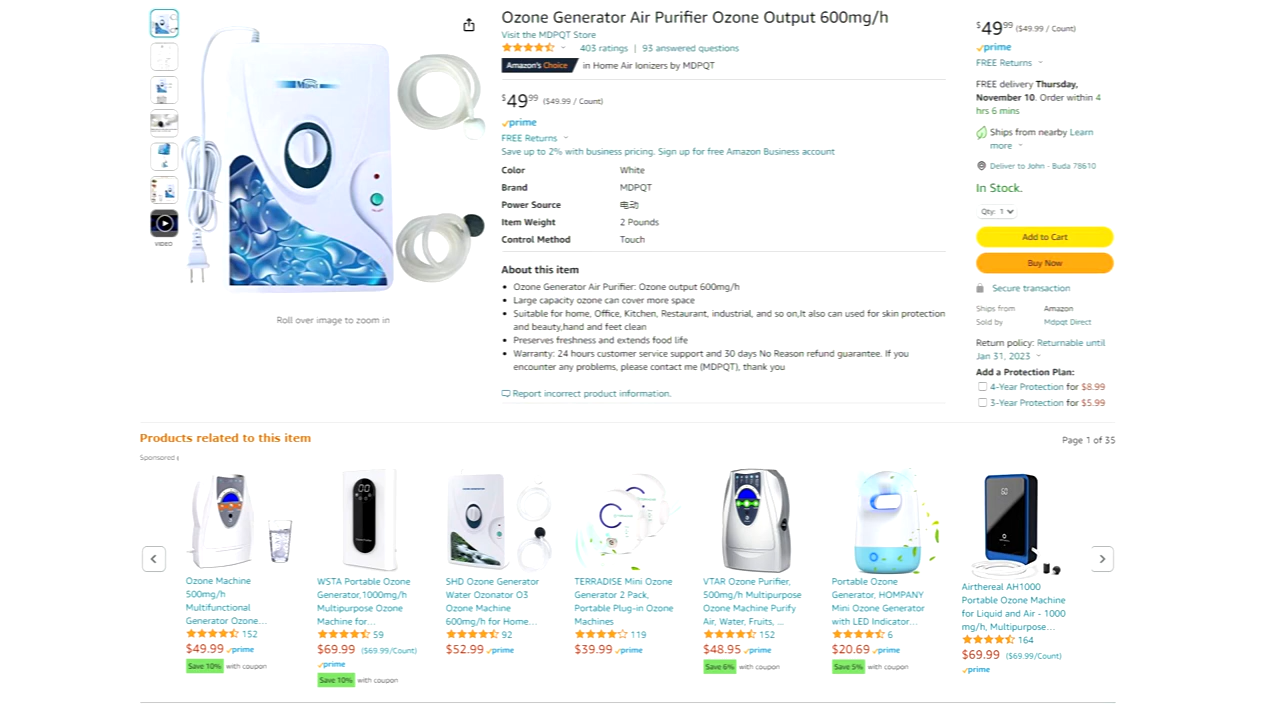 Ozone Generator Air Purifier Ozone Output 600mg/h
Visit the MDPQT Store
403 ratings | 93 answered questions
Amazon's Choice in Home Air Ionizers by MDPQT
$49⁹⁹ ($49.99 / Count)
prime
FREE Returns
Save up to 2% with business pricing. Sign up for free Amazon Business account
Color White
Brand MDPQT
Power Source 电动
Item Weight 2 Pounds
Control Method Touch
About this item
Ozone Generator Air Purifier: Ozone output 600mg/h
Large capacity ozone can cover more space
Suitable for home, Office, Kitchen, Restaurant, industrial, and so on,It also can used for skin protection
and beauty,hand and feet clean
Preserves freshness and extends food life
Warranty: 24 hours customer service support and 30 days No Reason refund guarantee. If you
encounter any problems, please contact me (MDPQT), thank you
Report incorrect product information.
VIDEO
Roll over image to zoom in
$49⁹⁹ ($49.99 / Count)
prime
FREE Returns
FREE delivery Thursday,
November 10. Order within 4
hrs 6 mins
Ships from nearby Learn
more
Deliver to John - Buda 78610
In Stock.
Qty: 1
Add to Cart
Buy Now
Secure transaction
Ships from Amazon
Sold by Mdpqt Direct
Return policy: Returnable until
Jan 31, 2023
Add a Protection Plan:
4-Year Protection for $8.99
3-Year Protection for $5.99
Products related to this item
Page 1 of 35
Sponsored
Ozone Machine
500mg/h
Multifunctional
Generator Ozone...
152
$49.99 prime
Save 10% with coupon
WSTA Portable Ozone
Generator,1000mg/h
Multipurpose Ozone
Machine for...
59
$69.99 ($69.99/Count)
prime
Save 10% with coupon
SHD Ozone Generator
Water Ozonator O3
Ozone Machine
600mg/h for Home...
92
$52.99 prime
TERRADISE Mini Ozone
Generator 2 Pack,
Portable Plug-in Ozone
Machines
119
$39.99 prime
VTAR Ozone Purifier,
500mg/h Multipurpose
Ozone Machine Purify
Air, Water, Fruits, ...
152
$48.95 prime
Save 6% with coupon
Portable Ozone
Generator, HOMPANY
Mini Ozone Generator
with LED Indicator...
6
$20.69 prime
Save 5% with coupon
Airthereal AH1000
Portable Ozone Machine
for Liquid and Air - 1000
mg/h, Multipurpose...
164
$69.99 ($69.99/Count)
prime